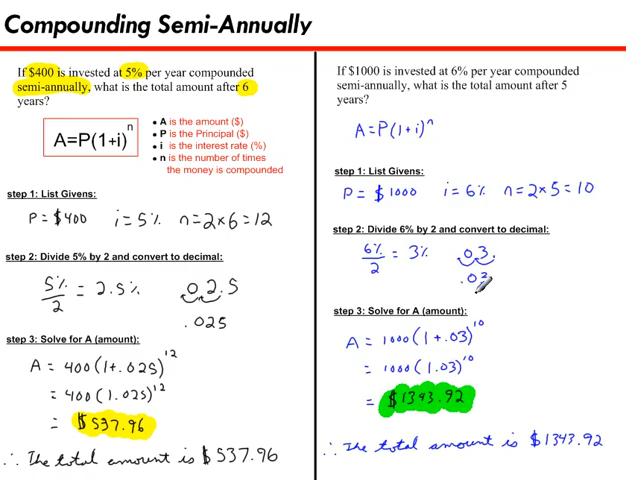 Compounding Semi-Annually
If $400 is invested at 5% per year compounded
semi-annually, what is the total amount after 6
years?
A=P(1+i)^n
• A is the amount ($)
• P is the Principal ($)
• i is the interest rate (%)
• n is the number of times
the money is compounded
step 1: List Givens:
P = $400 i = 5% n = 2×6 = 12
step 2: Divide 5% by 2 and convert to decimal:
5%/2 = 2.5% 02.5
.025
step 3: Solve for A (amount):
A = 400(1+.025)^12
= 400(1.025)^12
= $537.96
∴ The total amount is $537.96
If $1000 is invested at 6% per year compounded
semi-annually, what is the total amount after 5
years?
A=P(1+i)^n
step 1: List Givens:
P = $1000 i = 6% n = 2×5 = 10
step 2: Divide 6% by 2 and convert to decimal:
6%/2 = 3% 03.
.03
step 3: Solve for A (amount):
A = 1000(1+.03)^10
= 1000(1.03)^10
= $1343.92
∴ The total amount is $1343.92